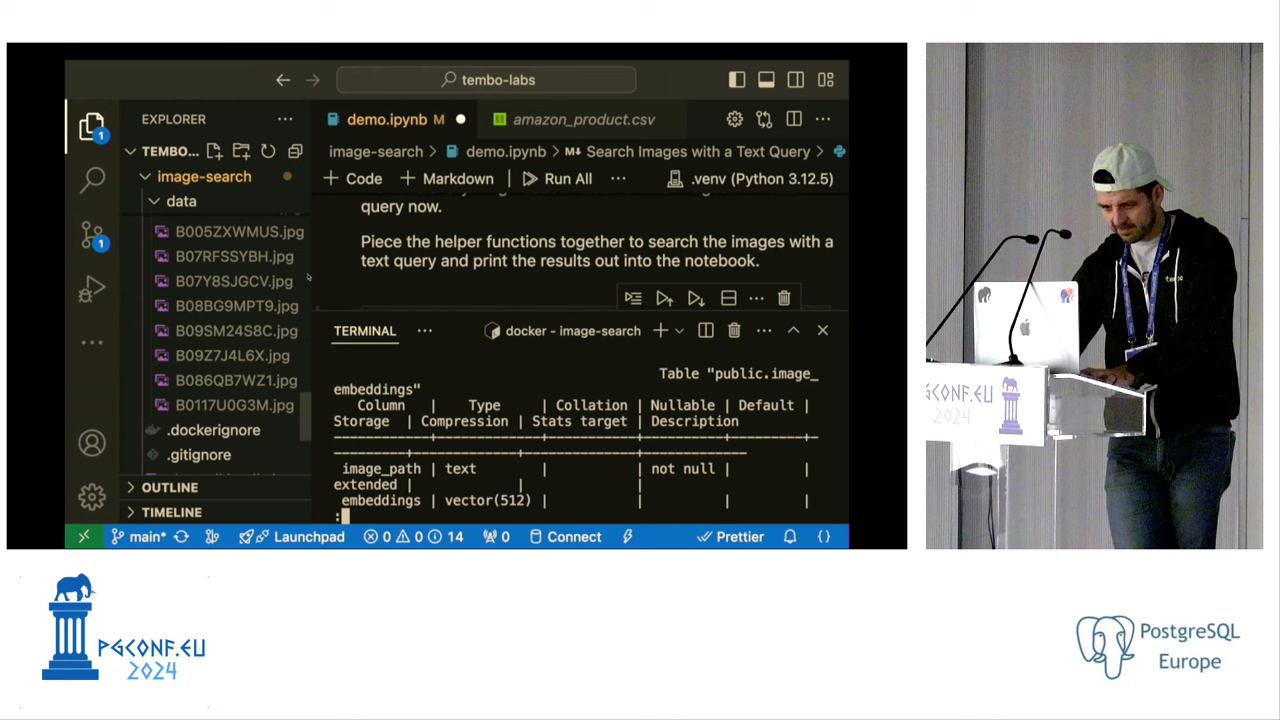 tembo-labs
EXPLORER
demo.ipynb M
amazon_product.csv
TEMBO...
image-search > demo.ipynb > M↓ Search Images with a Text Query >
image-search
+ Code + Markdown Run All ... .venv (Python 3.12.5)
data
query now.
B005ZXWMUS.jpg
B07RFSSYBH.jpg
B07Y8SJGCV.jpg
B08BG9MPT9.jpg
B09SM24S8C.jpg
B09Z7J4L6X.jpg
B086QB7WZ1.jpg
B0117U0G3M.jpg
.dockerignore
.gitignore
OUTLINE
TIMELINE
1
1
Piece the helper functions together to search the images with a
text query and print the results out into the notebook.
TERMINAL ... docker - image-search
Table "public.image_
embeddings"
Column | Type | Collation | Nullable | Default |
Storage | Compression | Stats target | Description
----------+----------+----------+----------+----------+-
---------+----------+----------+----------
image_path | text | | not null | |
extended | | |
embeddings | vector(512) | | | |
:
main* Launchpad 0 0 14 0 Connect Prettier {}
PGCONF.EU
2024
PGCONF.EU
2024
PostgreSQL
Europe